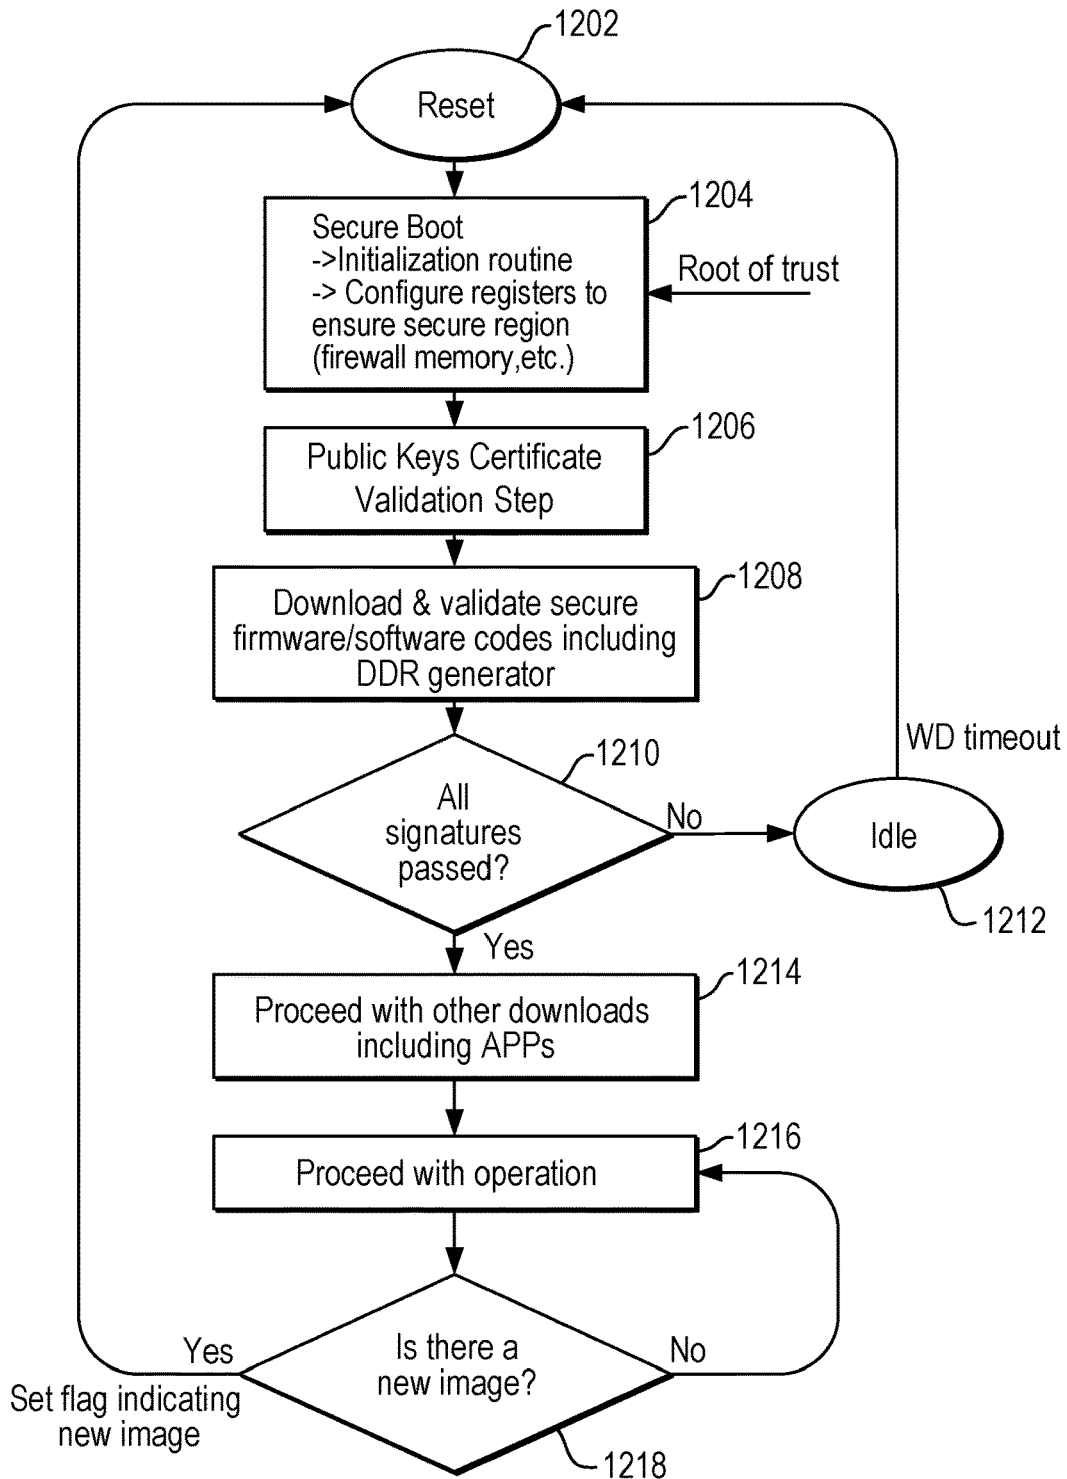 1202
Reset
1204
Secure Boot
->Initialization routine
-> Configure registers to
ensure secure region
(firewall memory,etc.)
Root of trust
1206
Public Keys Certificate
Validation Step
1208
Download & validate secure
firmware/software codes including
DDR generator
WD timeout
1210
All
signatures
passed?
No
Idle
1212
Yes
1214
Proceed with other downloads
including APPs
1216
Proceed with operation
Is there a
new image?
Yes
No
Set flag indicating
new image
1218